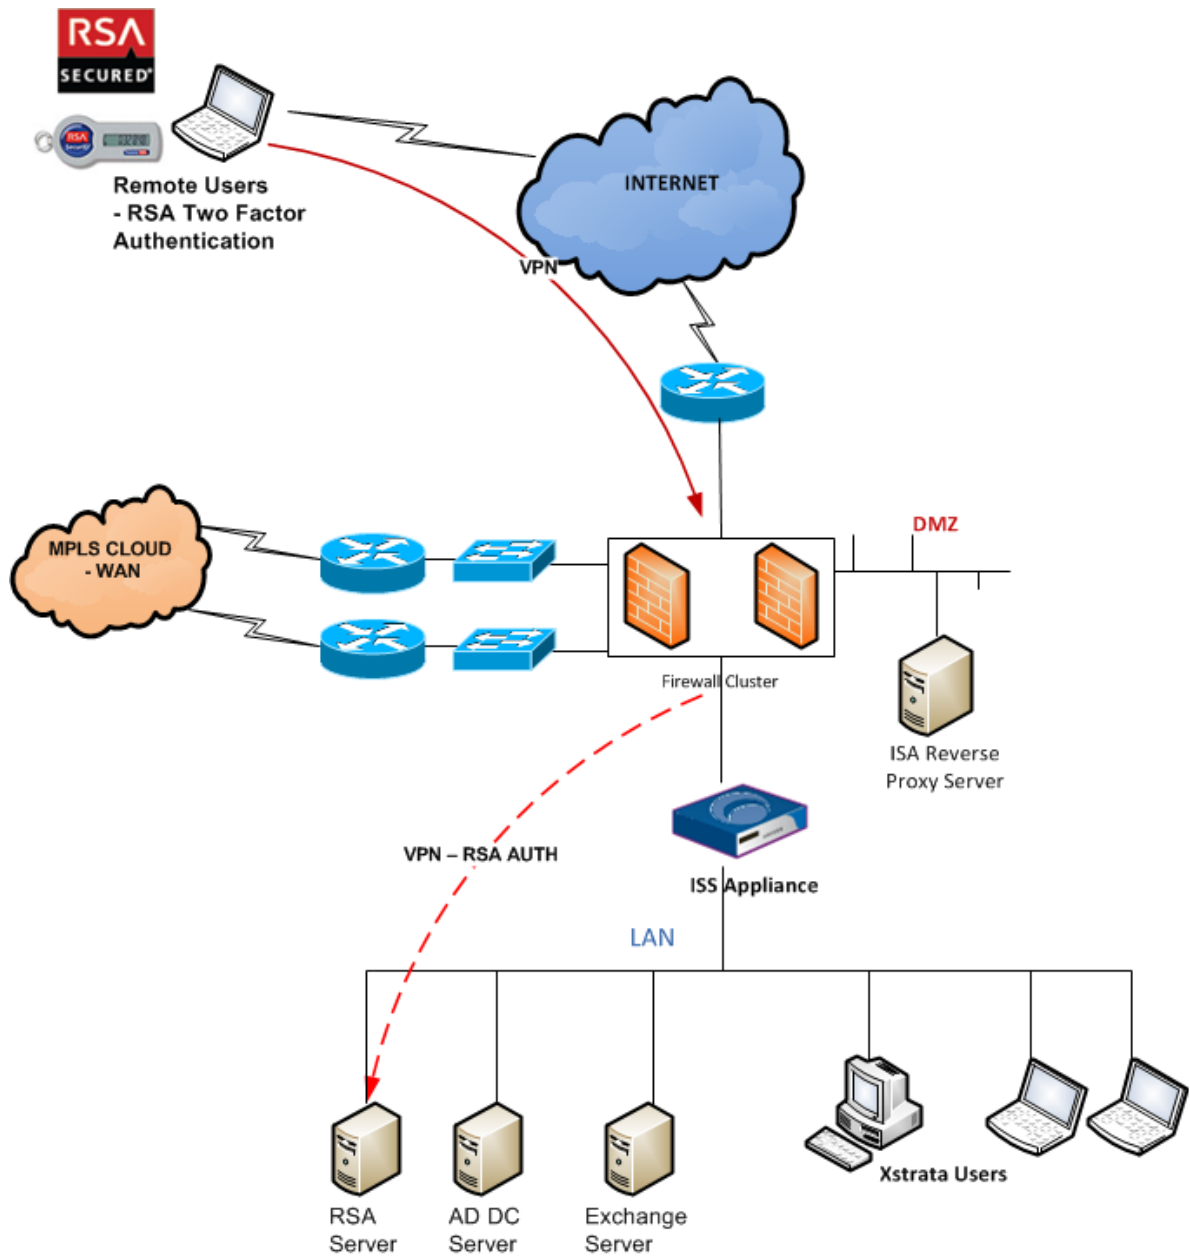 RSA
SECURED
RSA
Remote Users
- RSA Two Factor
Authentication
INTERNET
VPN
DMZ
MPLS CLOUD
- WAN
Firewall Cluster
ISA Reverse
Proxy Server
VPN – RSA AUTH
ISS Appliance
LAN
Xstrata Users
RSA
Server
AD DC
Server
Exchange
Server